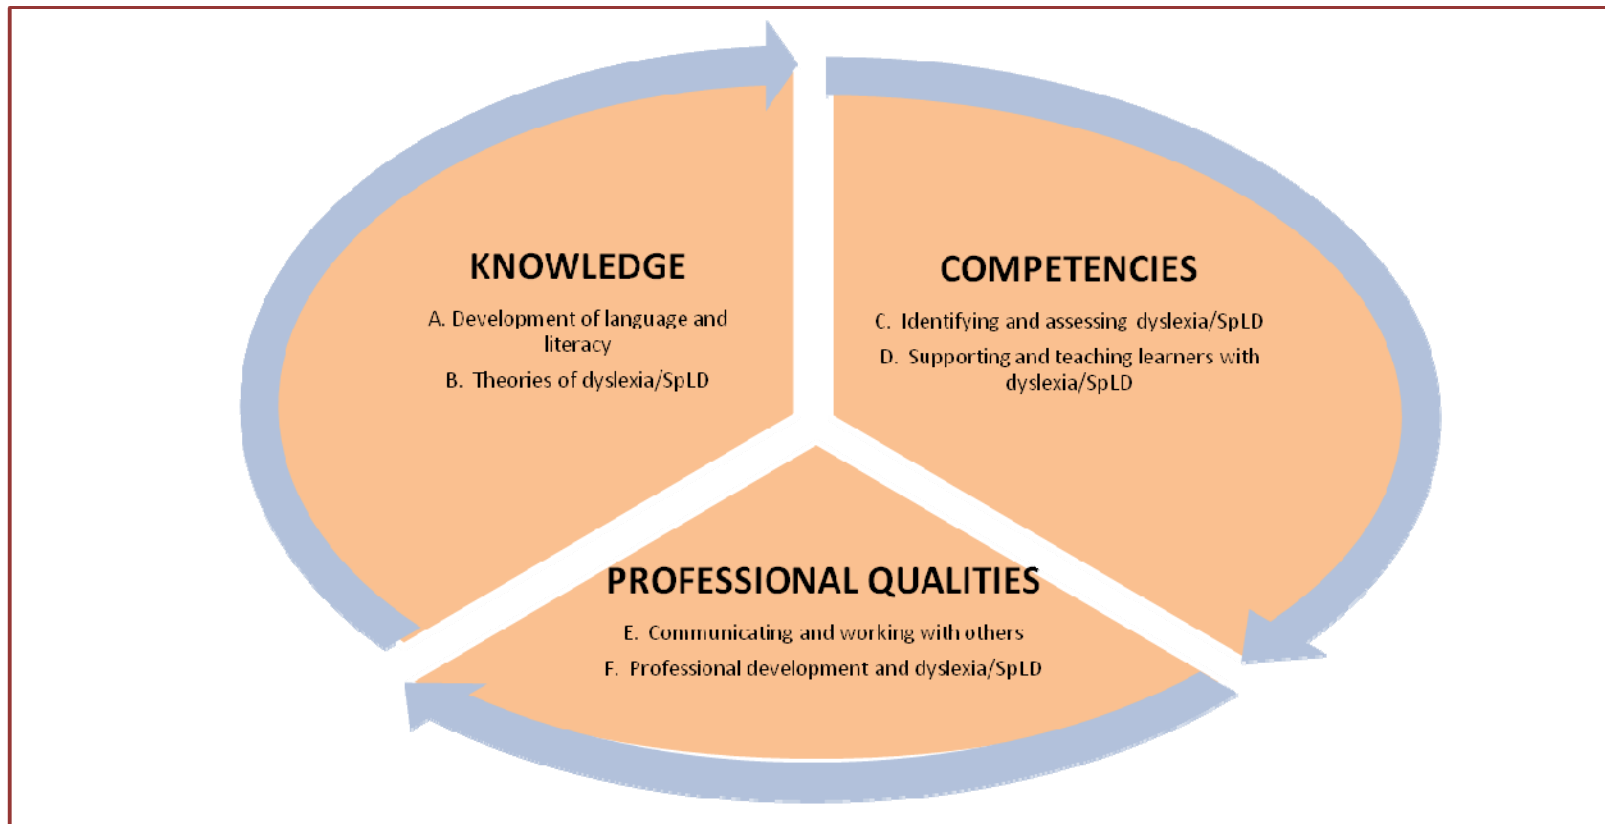 KNOWLEDGE
A. Development of language and
literacy
B. Theories of dyslexia/SpLD
COMPETENCIES
C. Identifying and assessing dyslexia/SpLD
D. Supporting and teaching learners with
dyslexia/SpLD
PROFESSIONAL QUALITIES
E. Communicating and working with others
F. Professional development and dyslexia/SpLD